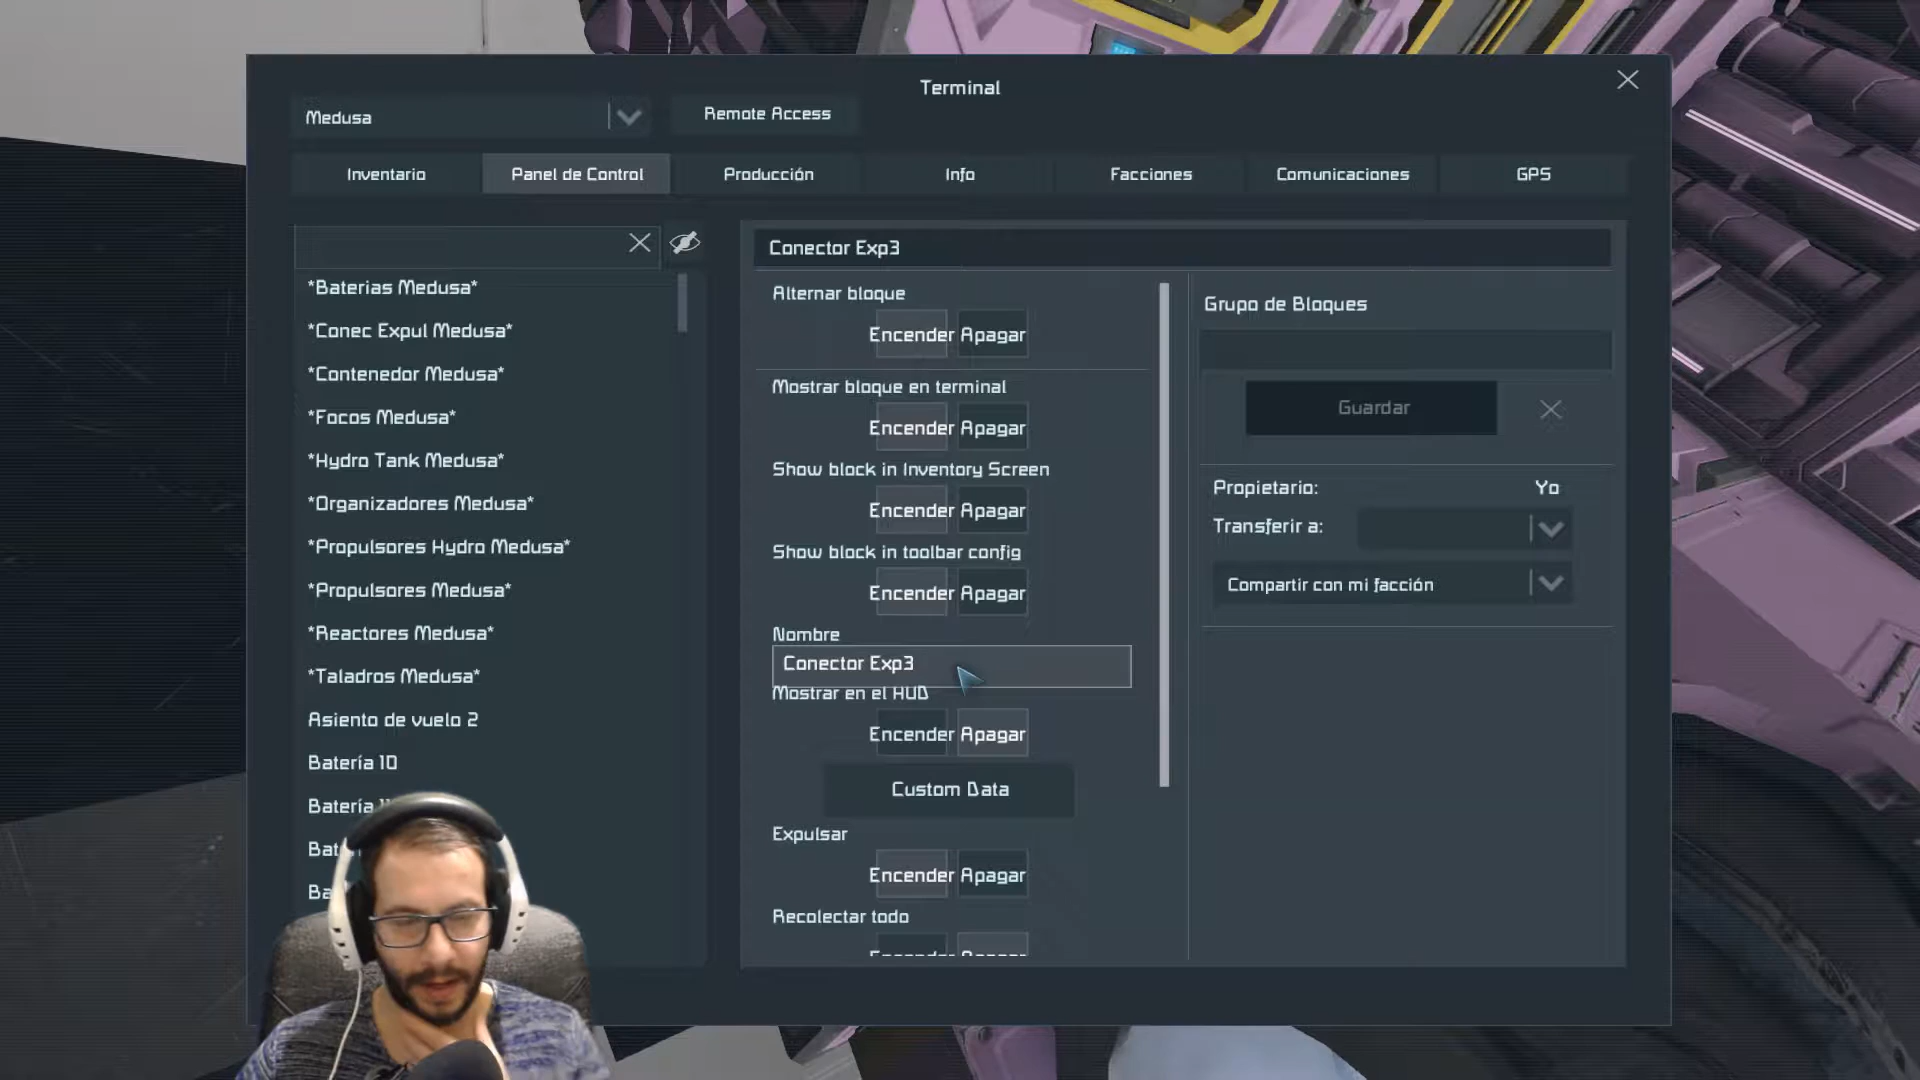 Terminal
Medusa
Remote Access
Inventario
Panel de Control
Producción
Info
Facciones
Comunicaciones
GPS
*Baterias Medusa*
*Conec Expul Medusa*
*Contenedor Medusa*
*Focos Medusa*
*Hydro Tank Medusa*
*Organizadores Medusa*
*Propulsores Hydro Medusa*
*Propulsores Medusa*
*Reactores Medusa*
*Taladros Medusa*
Asiento de vuelo 2
Batería 10
Batería
Conector Exp3
Alternar bloque
Encender Apagar
Mostrar bloque en terminal
Encender Apagar
Show block in Inventory Screen
Encender Apagar
Show block in toolbar config
Encender Apagar
Nombre
Conector Exp3
Mostrar en el HUD
Encender Apagar
Custom Data
Expulsar
Encender Apagar
Recolectar todo
Encender Apagar
Grupo de Bloques
Guardar
Propietario: Yo
Transferir a:
Compartir con mi facción